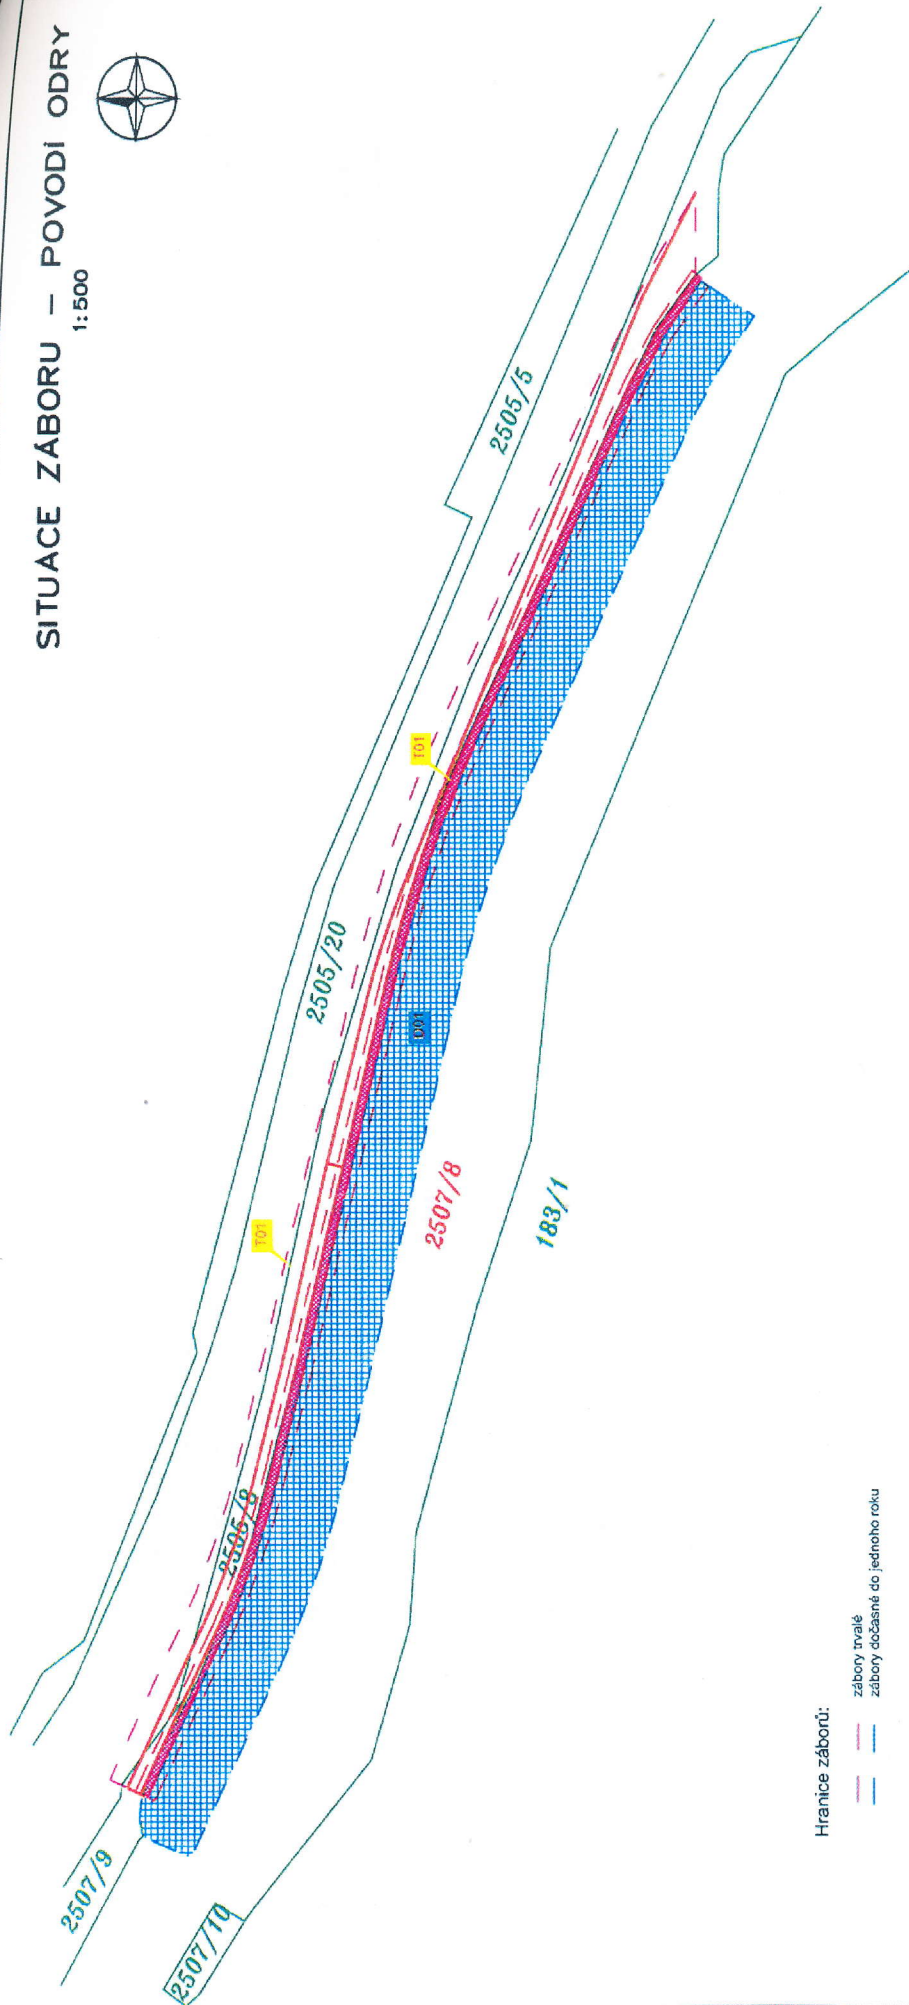 SITUACE ZÁBORU – POVODÍ ODRY
1:500
2505/5
T01
2505/20
D01
T01
2507/8
183/1
2505/8
2507/9
2507/10
Hranice záborů:
zábory trvalé
zábory dočasné do jednoho roku